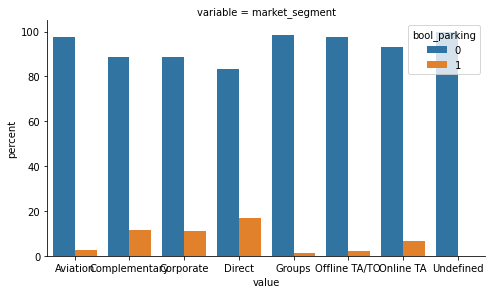 variable = market_segment
bool_parking
0
1
100
80
60
40
20
0
percent
Aviation Complementary Corporate Direct Groups Offline TA/TO Online TA Undefined
value